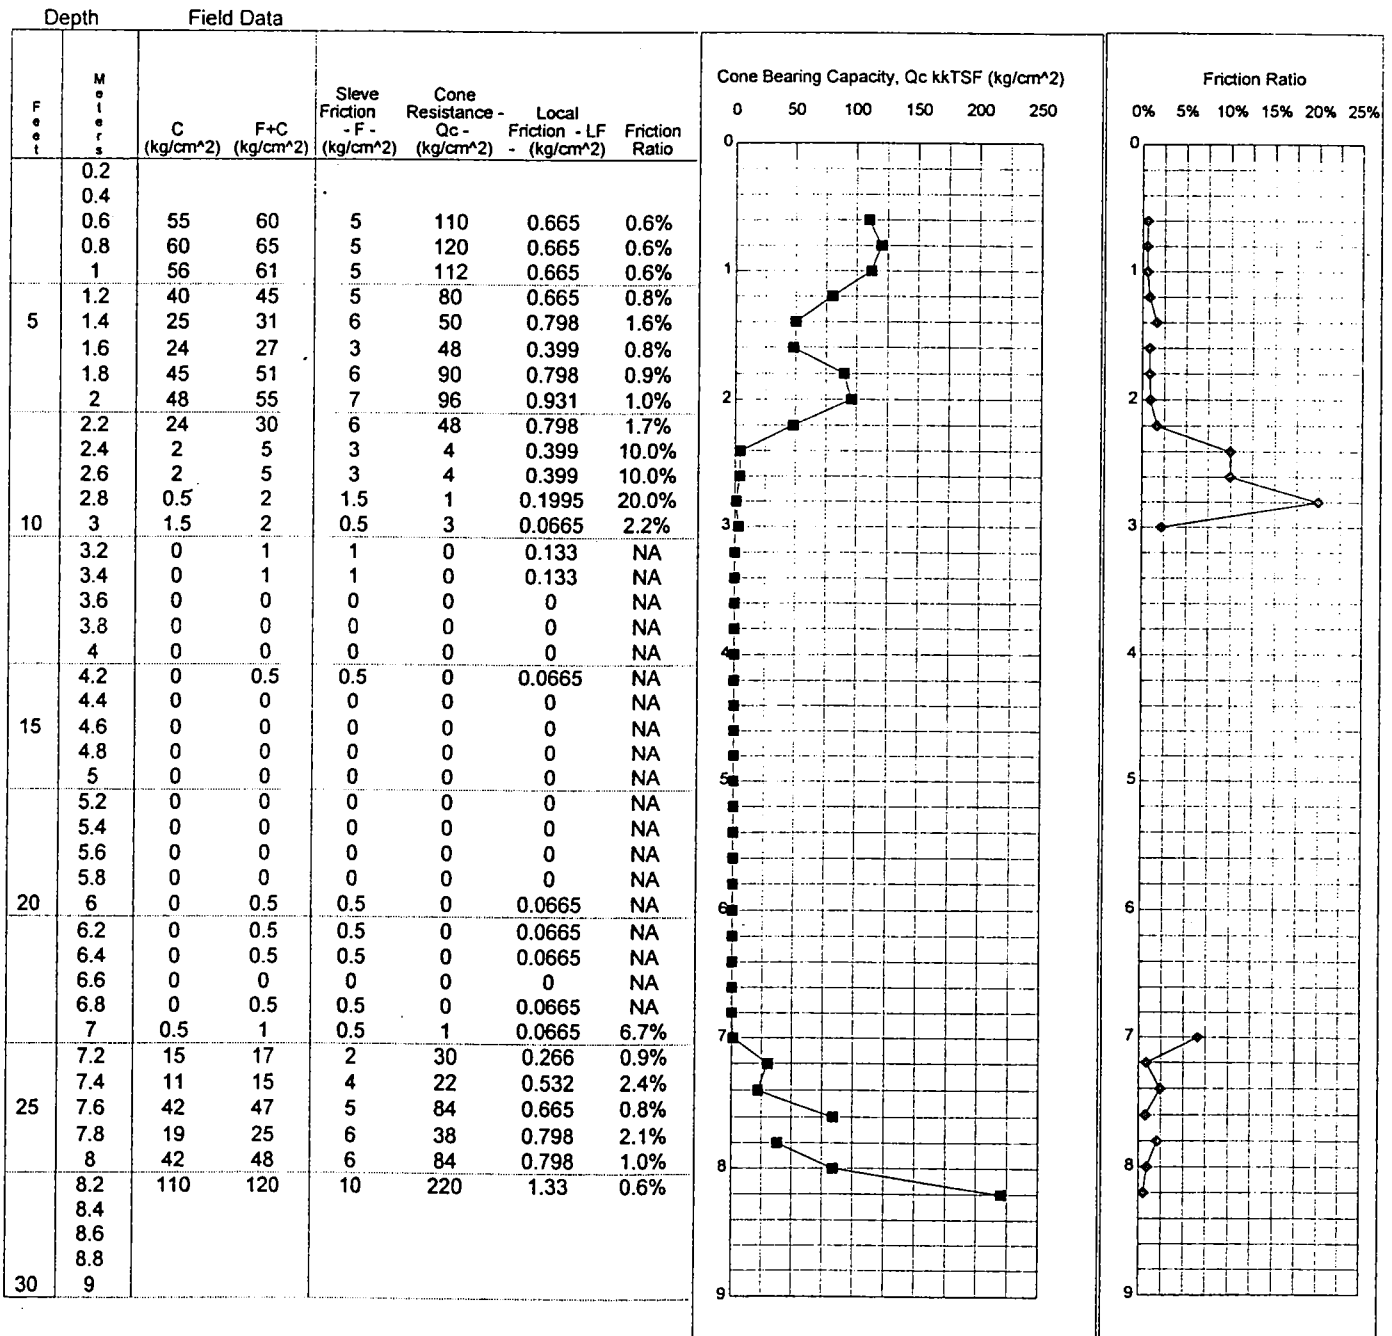 Depth Field Data
Feet Meters C (kg/cm^2) F+C (kg/cm^2) Sleve Friction - F - (kg/cm^2) Cone Resistance - Qc - (kg/cm^2) Local Friction - LF - (kg/cm^2) Friction Ratio
0.2
0.4
0.6 55 60 5 110 0.665 0.6%
0.8 60 65 5 120 0.665 0.6%
1 56 61 5 112 0.665 0.6%
1.2 40 45 5 80 0.665 0.8%
5 1.4 25 31 6 50 0.798 1.6%
1.6 24 27 3 48 0.399 0.8%
1.8 45 51 6 90 0.798 0.9%
2 48 55 7 96 0.931 1.0%
2.2 24 30 6 48 0.798 1.7%
2.4 2 5 3 4 0.399 10.0%
2.6 2 5 3 4 0.399 10.0%
2.8 0.5 2 1.5 1 0.1995 20.0%
10 3 1.5 2 0.5 3 0.0665 2.2%
3.2 0 1 1 0 0.133 NA
3.4 0 1 1 0 0.133 NA
3.6 0 0 0 0 0 NA
3.8 0 0 0 0 0 NA
4 0 0 0 0 0 NA
4.2 0 0.5 0.5 0 0.0665 NA
4.4 0 0 0 0 0 NA
15 4.6 0 0 0 0 0 NA
4.8 0 0 0 0 0 NA
5 0 0 0 0 0 NA
5.2 0 0 0 0 0 NA
5.4 0 0 0 0 0 NA
5.6 0 0 0 0 0 NA
5.8 0 0 0 0 0 NA
20 6 0 0.5 0.5 0 0.0665 NA
6.2 0 0.5 0.5 0 0.0665 NA
6.4 0 0.5 0.5 0 0.0665 NA
6.6 0 0 0 0 0 NA
6.8 0 0.5 0.5 0 0.0665 NA
7 0.5 1 0.5 1 0.0665 6.7%
7.2 15 17 2 30 0.266 0.9%
7.4 11 15 4 22 0.532 2.4%
25 7.6 42 47 5 84 0.665 0.8%
7.8 19 25 6 38 0.798 2.1%
8 42 48 6 84 0.798 1.0%
8.2 110 120 10 220 1.33 0.6%
8.4
8.6
8.8
30 9
Cone Bearing Capacity, Qc kkTSF (kg/cm^2)
0 50 100 150 200 250
0
1
2
3
4
5
6
7
8
9
Friction Ratio
0% 5% 10% 15% 20% 25%
0
1
2
3
4
5
6
7
8
9